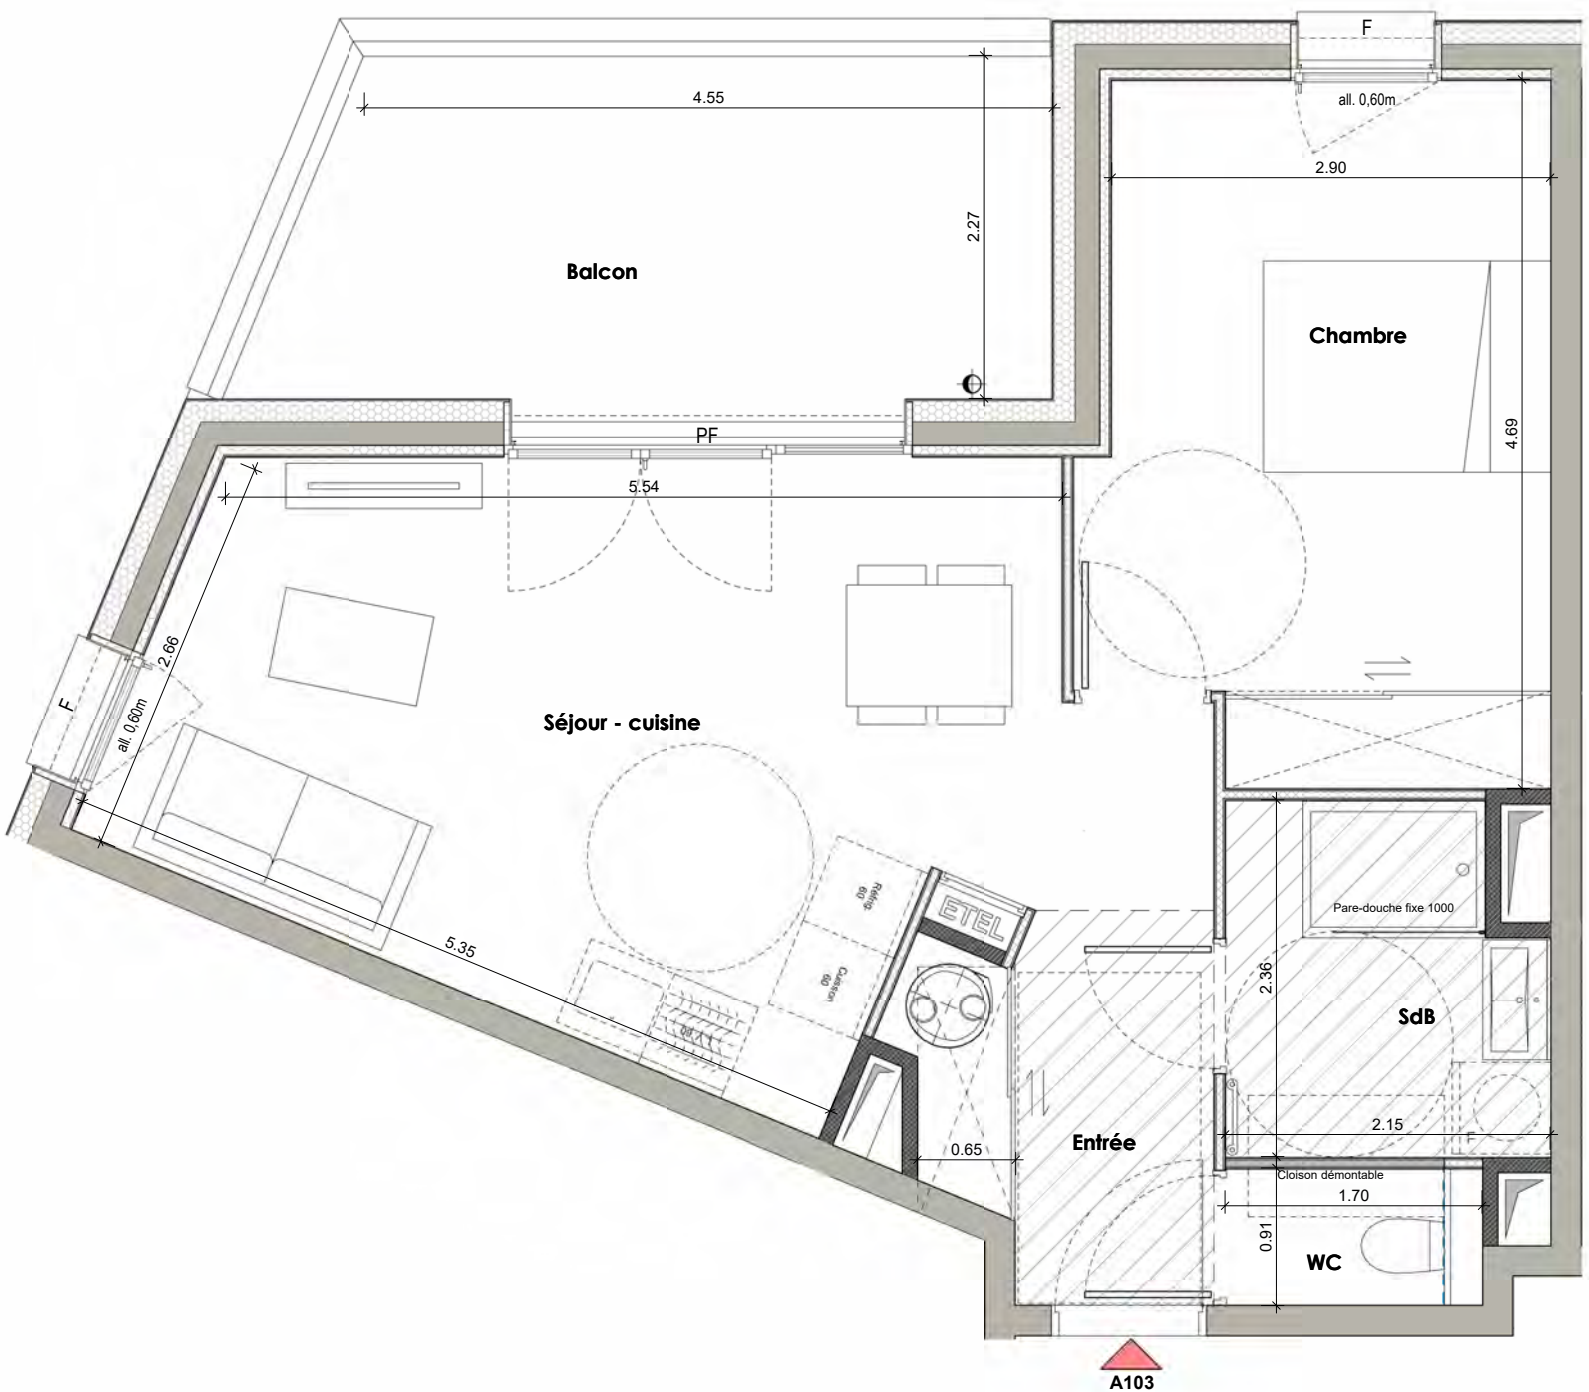 F
all. 0,60m
4.55
2.90
2.27
Balcon
Chambre
4.69
PF
5.54
2.66
F
all. 0,60m
Séjour - cuisine
Réfrig.
60
ETEL
Pare-douche fixe 1000
5.35
Cuisson
60
2.36
SdB
Entrée
2.15
0.65
Cloison démontable
1.70
0.91
WC
A103